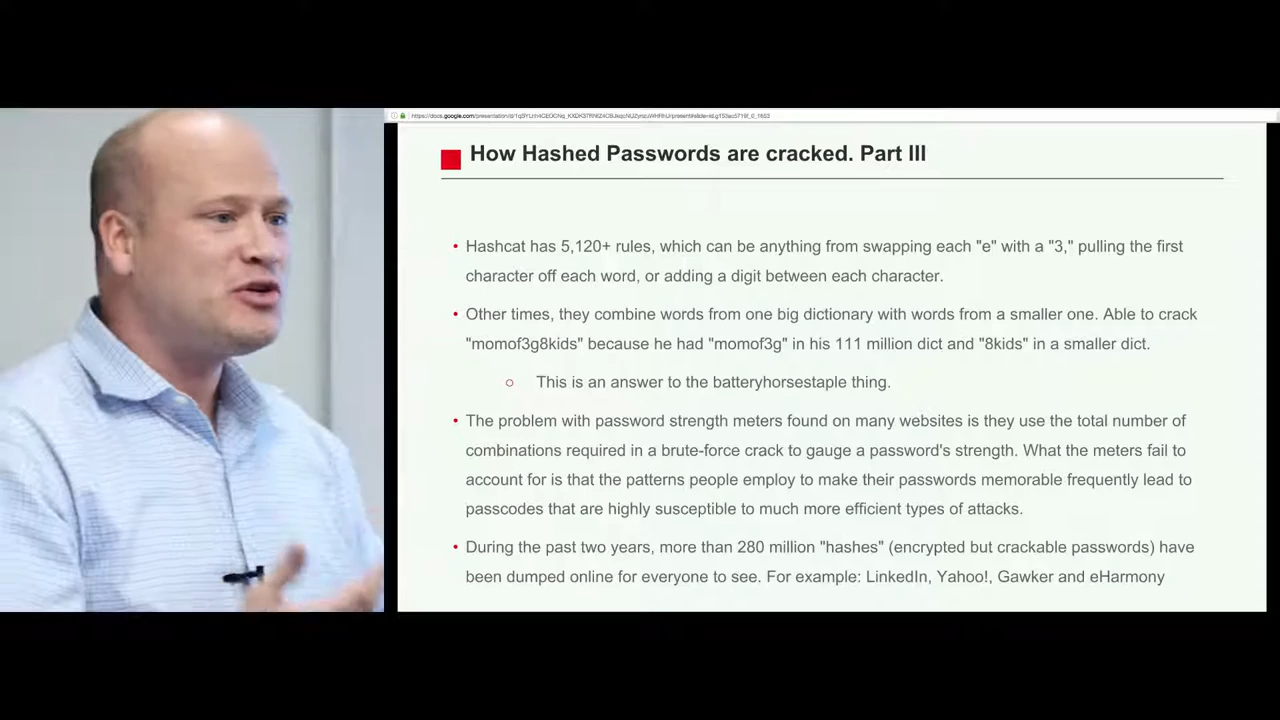 How Hashed Passwords are cracked. Part III
• Hashcat has 5,120+ rules, which can be anything from swapping each "e" with a "3," pulling the first
character off each word, or adding a digit between each character.
• Other times, they combine words from one big dictionary with words from a smaller one. Able to crack
"momof3g8kids" because he had "momof3g" in his 111 million dict and "8kids" in a smaller dict.
○ This is an answer to the batteryhorsestaple thing.
• The problem with password strength meters found on many websites is they use the total number of
combinations required in a brute-force crack to gauge a password's strength. What the meters fail to
account for is that the patterns people employ to make their passwords memorable frequently lead to
passcodes that are highly susceptible to much more efficient types of attacks.
• During the past two years, more than 280 million "hashes" (encrypted but crackable passwords) have
been dumped online for everyone to see. For example: LinkedIn, Yahoo!, Gawker and eHarmony